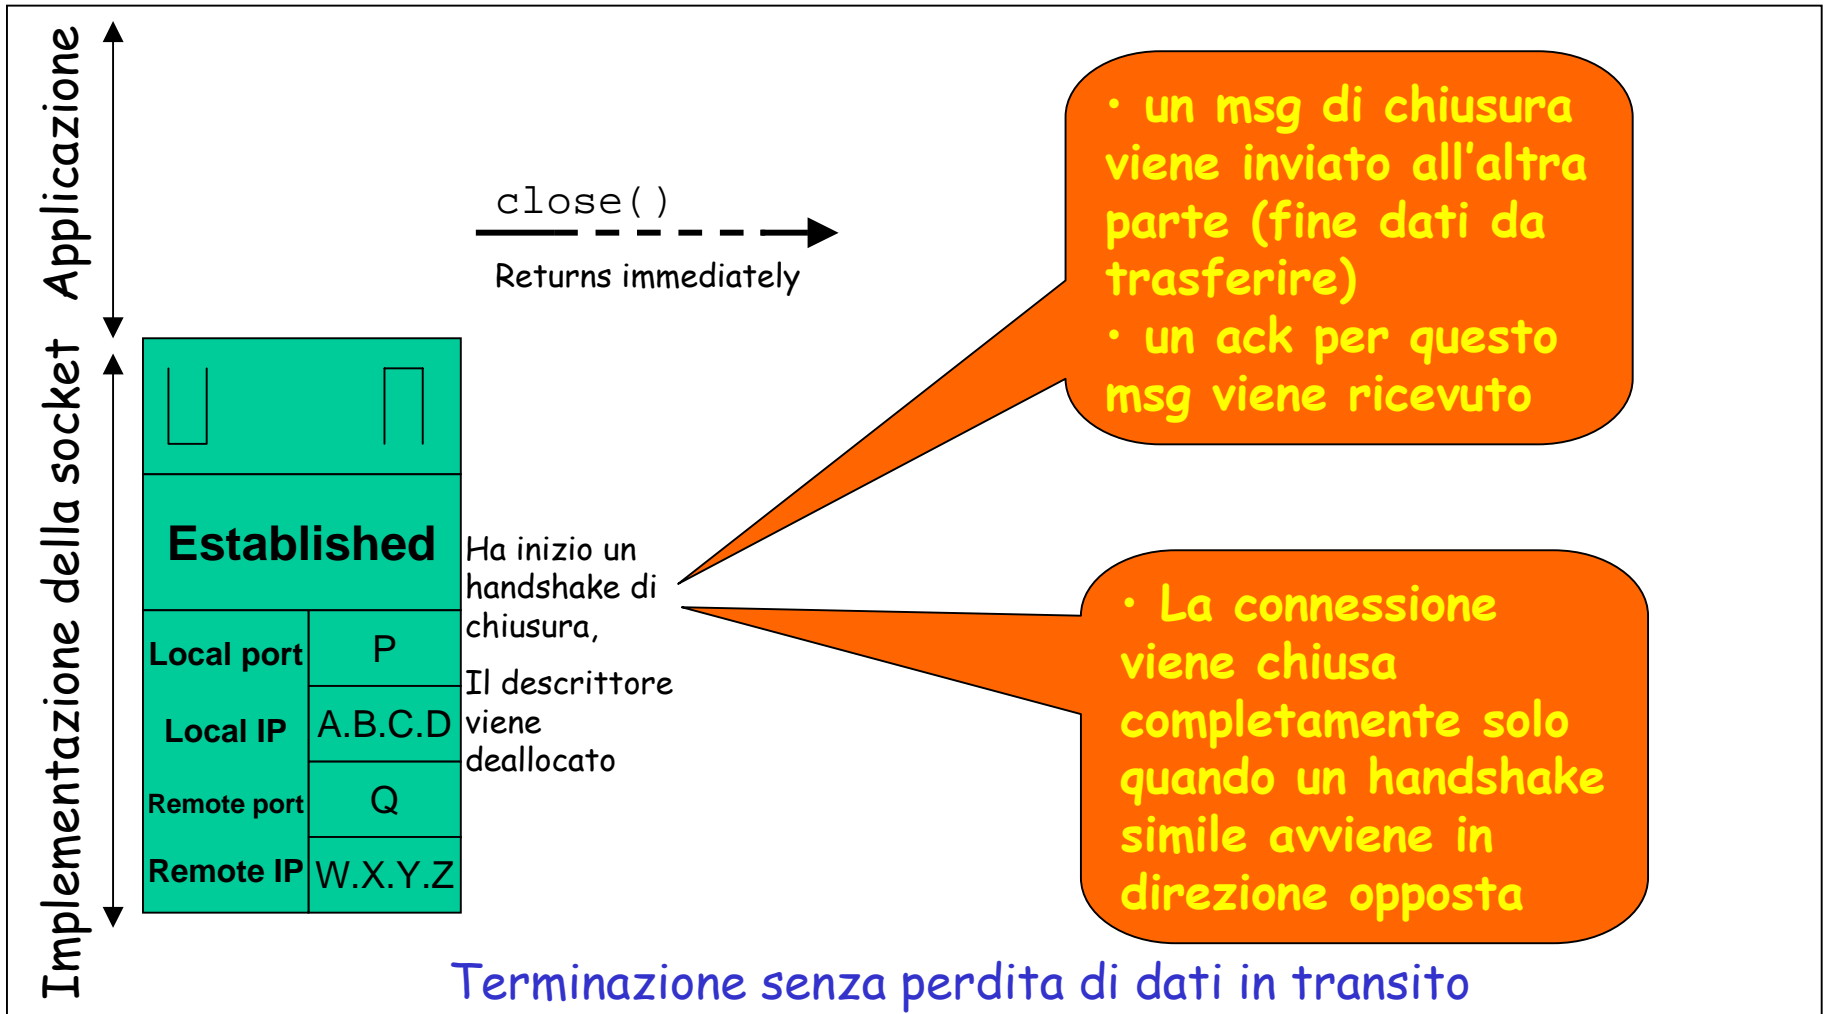 Applicazione
Implementazione della socket
close()
Returns immediately
Established
Local port
P
Local IP
A.B.C.D
Remote port
Q
Remote IP
W.X.Y.Z
Ha inizio un
handshake di
chiusura,
Il descrittore
viene
deallocato
• un msg di chiusura
viene inviato all'altra
parte (fine dati da
trasferire)
• un ack per questo
msg viene ricevuto
• La connessione
viene chiusa
completamente solo
quando un handshake
simile avviene in
direzione opposta
Terminazione senza perdita di dati in transito